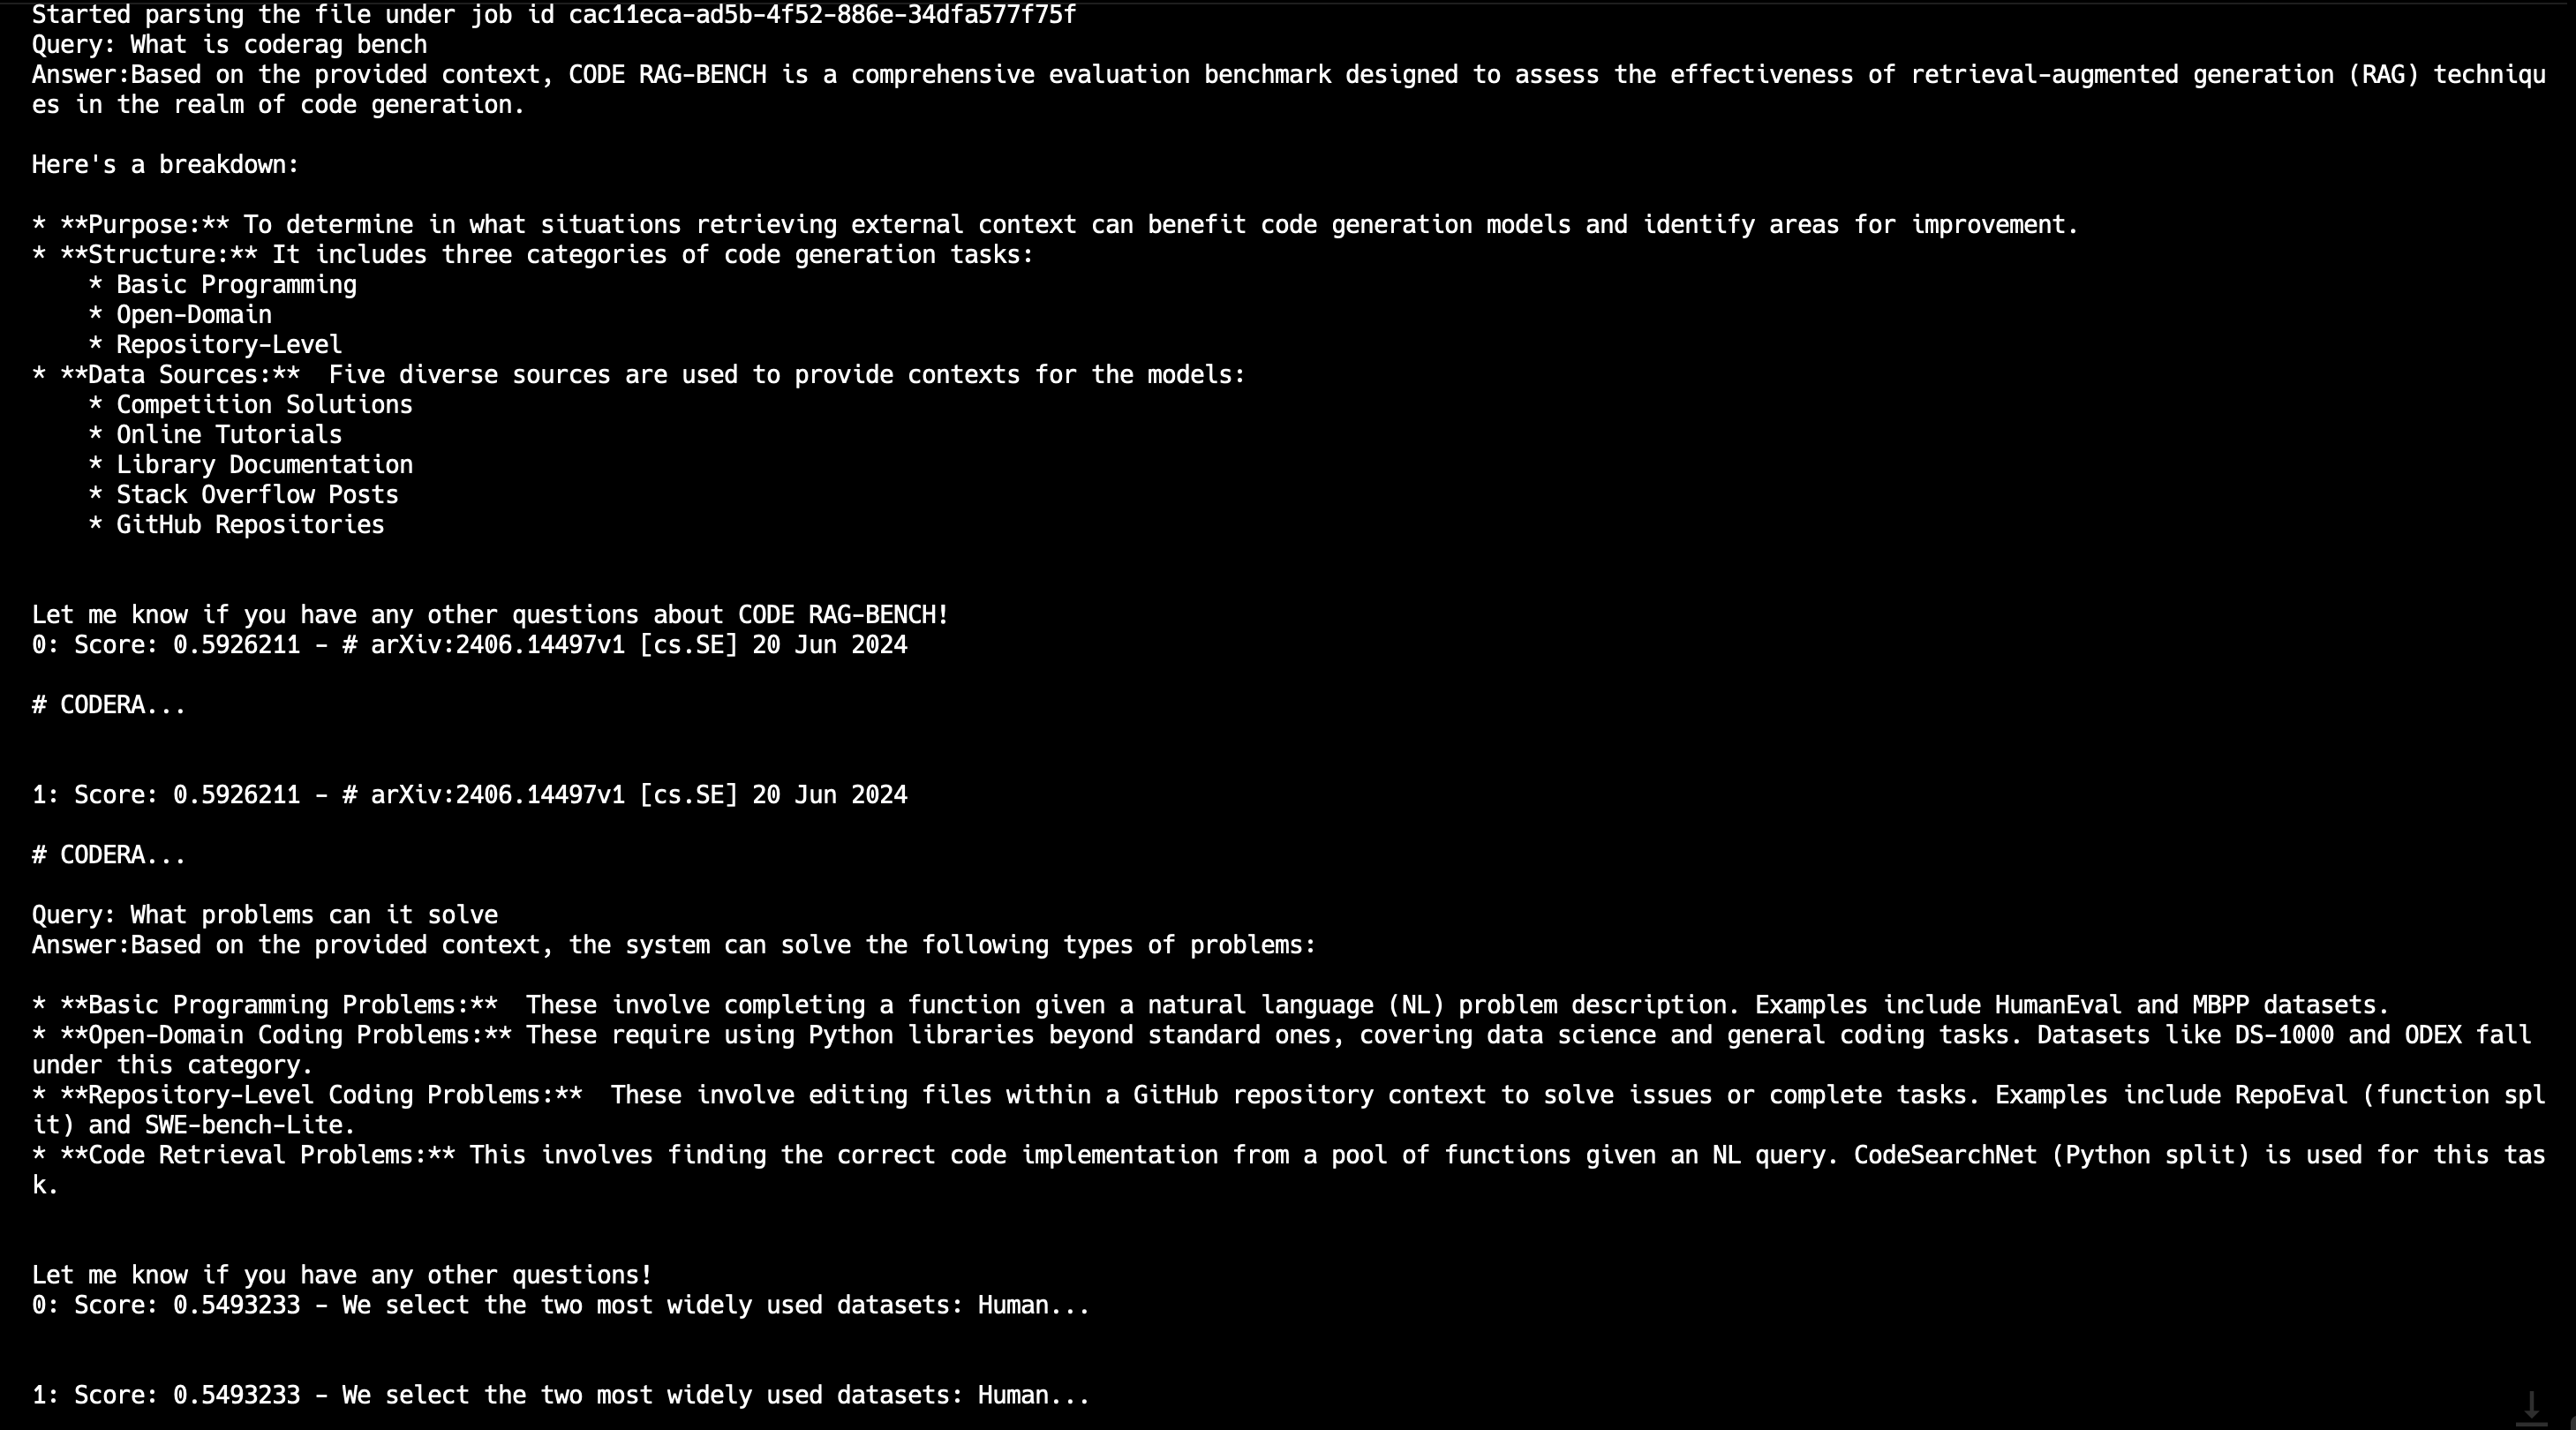 Started parsing the file under job id cac11eca-ad5b-4f52-886e-34dfa577f75f
Query: What is coderag bench
Answer:Based on the provided context, CODE RAG-BENCH is a comprehensive evaluation benchmark designed to assess the effectiveness of retrieval-augmented generation (RAG) techniqu
es in the realm of code generation.
Here's a breakdown:
* **Purpose:** To determine in what situations retrieving external context can benefit code generation models and identify areas for improvement.
* **Structure:** It includes three categories of code generation tasks:
    * Basic Programming
    * Open-Domain
    * Repository-Level
* **Data Sources:**  Five diverse sources are used to provide contexts for the models:
    * Competition Solutions
    * Online Tutorials
    * Library Documentation
    * Stack Overflow Posts
    * GitHub Repositories
Let me know if you have any other questions about CODE RAG-BENCH!
0: Score: 0.5926211 - # arXiv:2406.14497v1 [cs.SE] 20 Jun 2024
# CODERA...
1: Score: 0.5926211 - # arXiv:2406.14497v1 [cs.SE] 20 Jun 2024
# CODERA...
Query: What problems can it solve
Answer:Based on the provided context, the system can solve the following types of problems:
* **Basic Programming Problems:**  These involve completing a function given a natural language (NL) problem description. Examples include HumanEval and MBPP datasets.
* **Open-Domain Coding Problems:** These require using Python libraries beyond standard ones, covering data science and general coding tasks. Datasets like DS-1000 and ODEX fall
under this category.
* **Repository-Level Coding Problems:**  These involve editing files within a GitHub repository context to solve issues or complete tasks. Examples include RepoEval (function spl
it) and SWE-bench-Lite.
* **Code Retrieval Problems:** This involves finding the correct code implementation from a pool of functions given an NL query. CodeSearchNet (Python split) is used for this tas
k.
Let me know if you have any other questions!
0: Score: 0.5493233 - We select the two most widely used datasets: Human...
1: Score: 0.5493233 - We select the two most widely used datasets: Human...